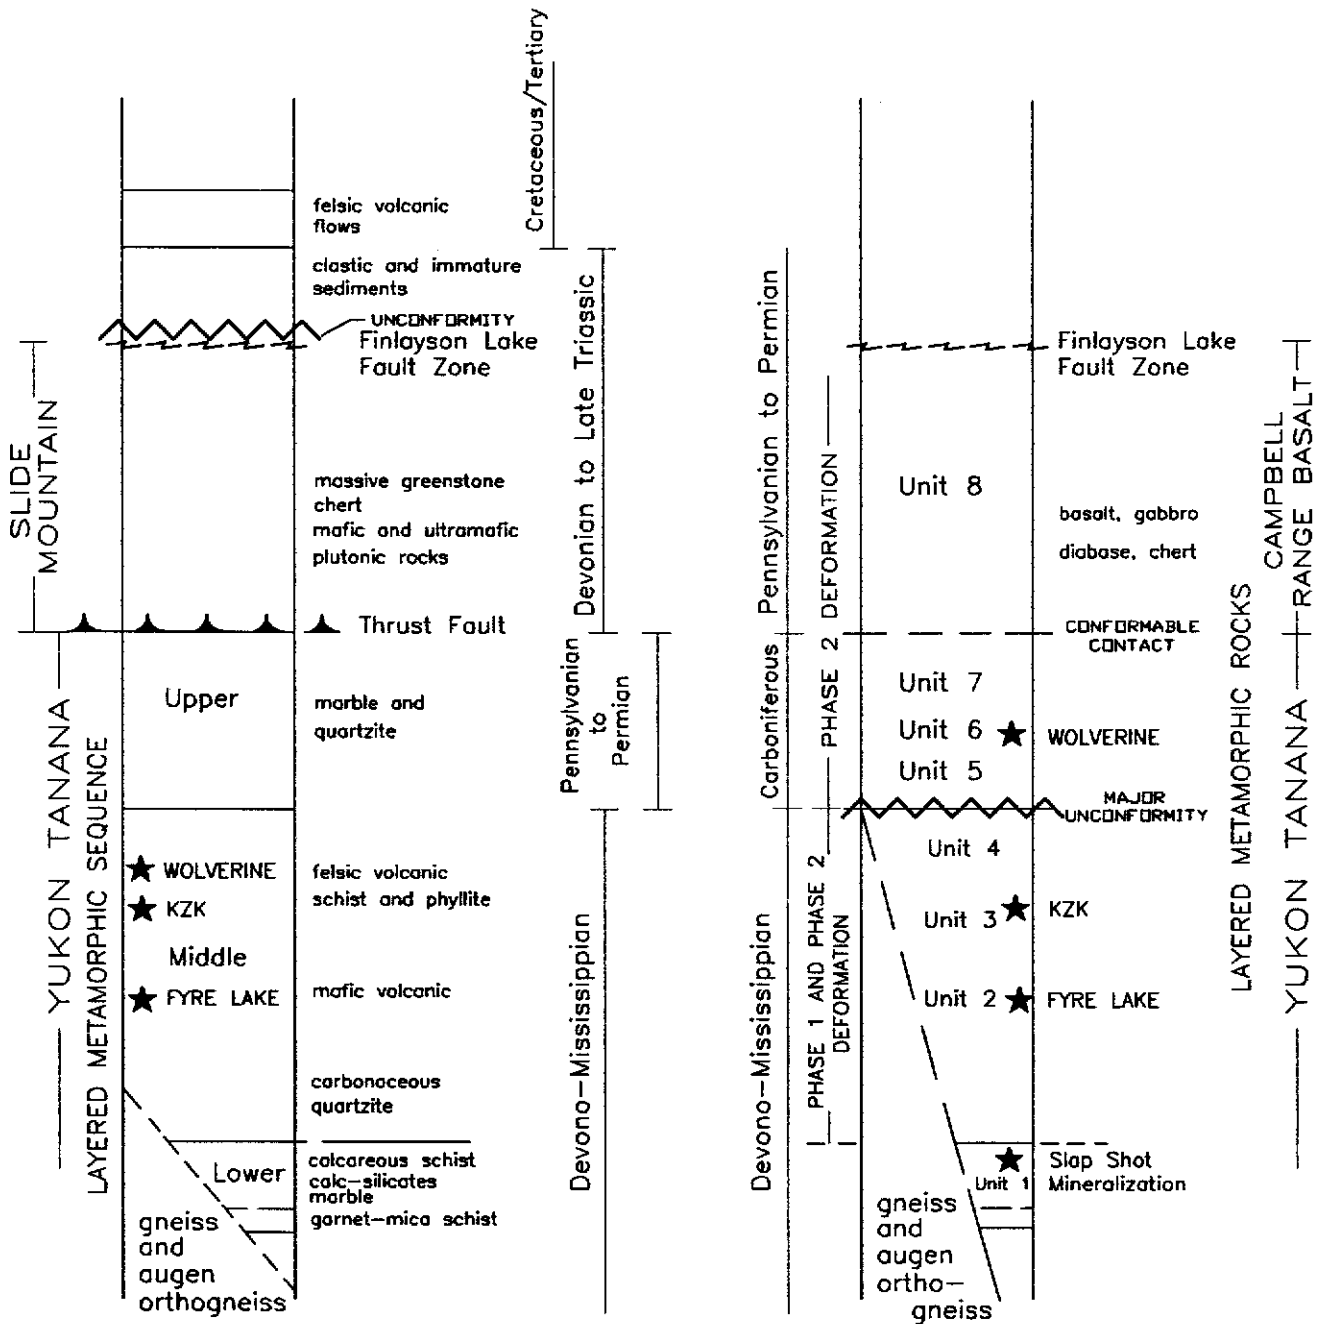 Cretaceous/Tertiary
felsic volcanic
flows
clastic and immature
sediments
UNCONFORMITY
Finlayson Lake
Fault Zone
SLIDE
MOUNTAIN
massive greenstone
chert
mafic and ultramafic
plutonic rocks
Devonian to Late Triassic
Thrust Fault
Upper
marble and
quartzite
Pennsylvanian
to
Permian
YUKON TANANA
LAYERED METAMORPHIC SEQUENCE
WOLVERINE
KZK
Middle
FYRE LAKE
felsic volcanic
schist and phyllite
mafic volcanic
carbonaceous
quartzite
Lower
calcareous schist
calc-silicates
marble
garnet-mica schist
gneiss
and
augen
orthogneiss
Devono-Mississippian
Pennsylvanian to Permian
Carboniferous
Devono-Mississippian
PHASE 2 DEFORMATION
PHASE 1 AND PHASE 2
DEFORMATION
Finlayson Lake
Fault Zone
Unit 8
basalt, gabbro
diabase, chert
CAMPBELL
RANGE BASALT
CONFORMABLE
CONTACT
Unit 7
Unit 6
WOLVERINE
Unit 5
MAJOR
UNCONFORMITY
Unit 4
Unit 3
KZK
Unit 2
FYRE LAKE
LAYERED METAMORPHIC ROCKS
YUKON TANANA
Slap Shot
Unit 1
Mineralization
gneiss
and
augen
ortho-
gneiss